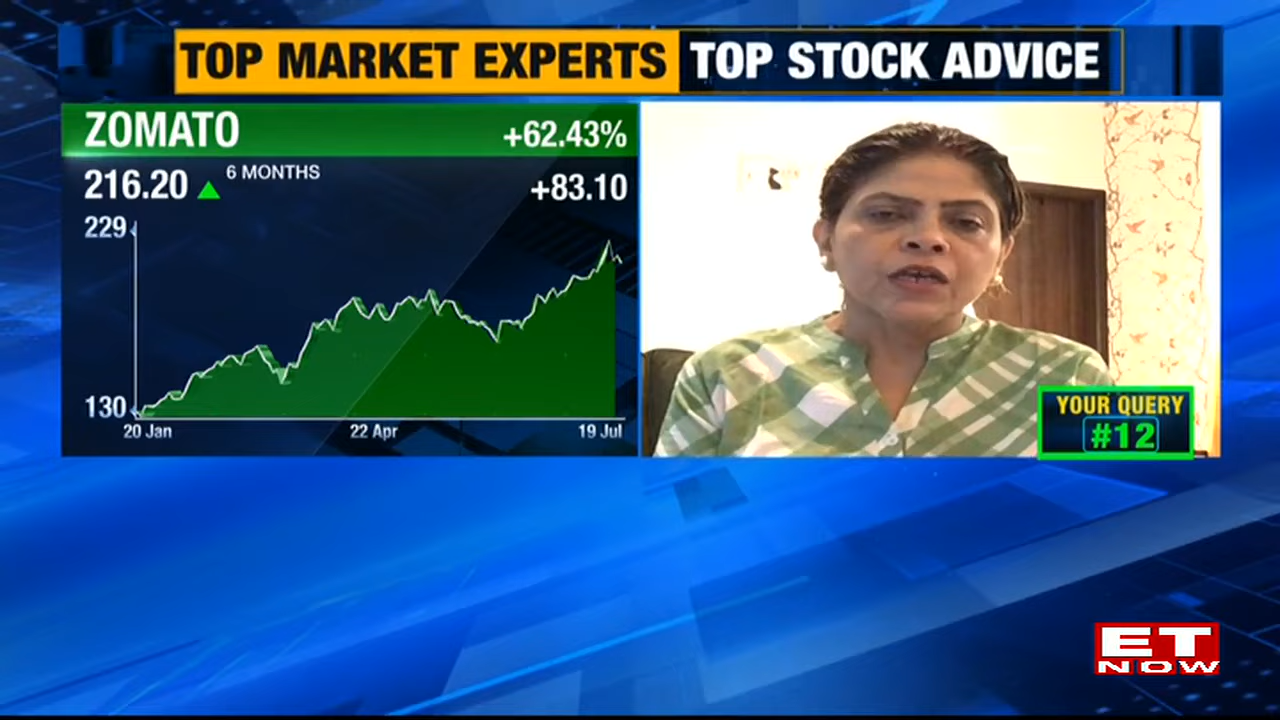 TOP MARKET EXPERTS TOP STOCK ADVICE
ZOMATO +62.43%
216.20 6 MONTHS +83.10
229
130
20 Jan 22 Apr 19 Jul
YOUR QUERY
#12
ET
NOW